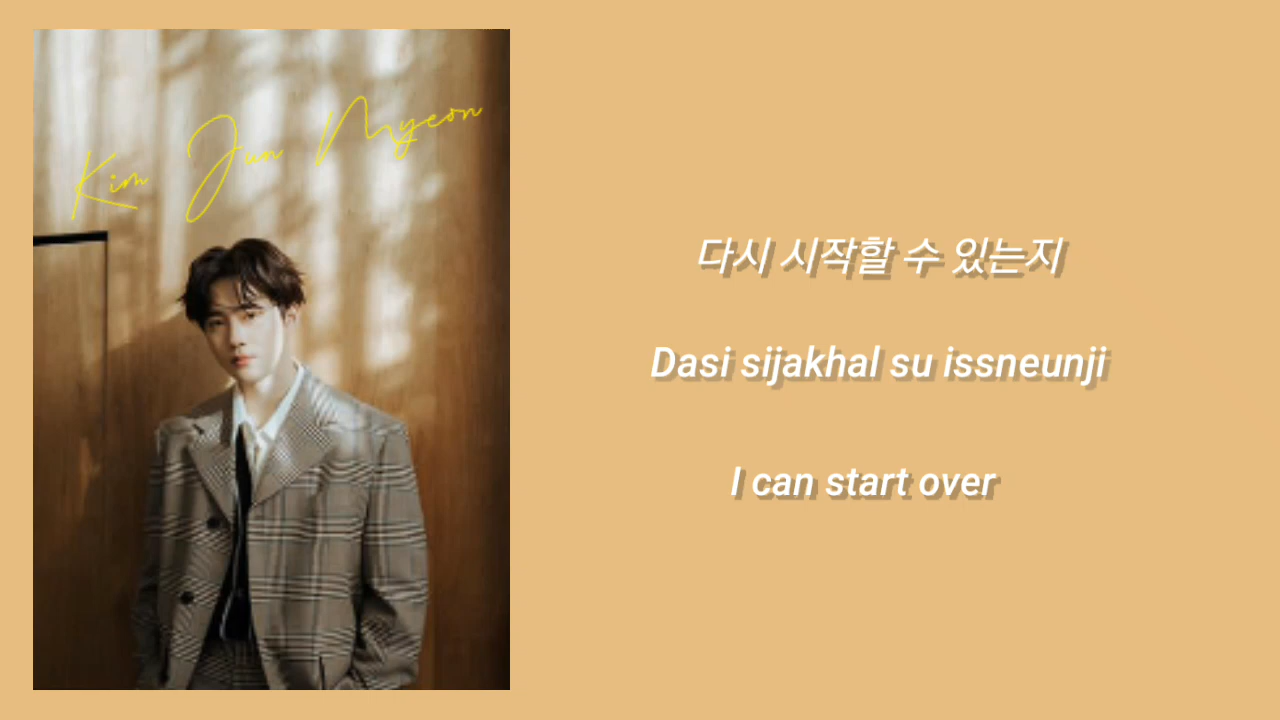 Kim Jun Myeon
다시 시작할 수 있는지
Dasi sijakhal su issneunji
I can start over